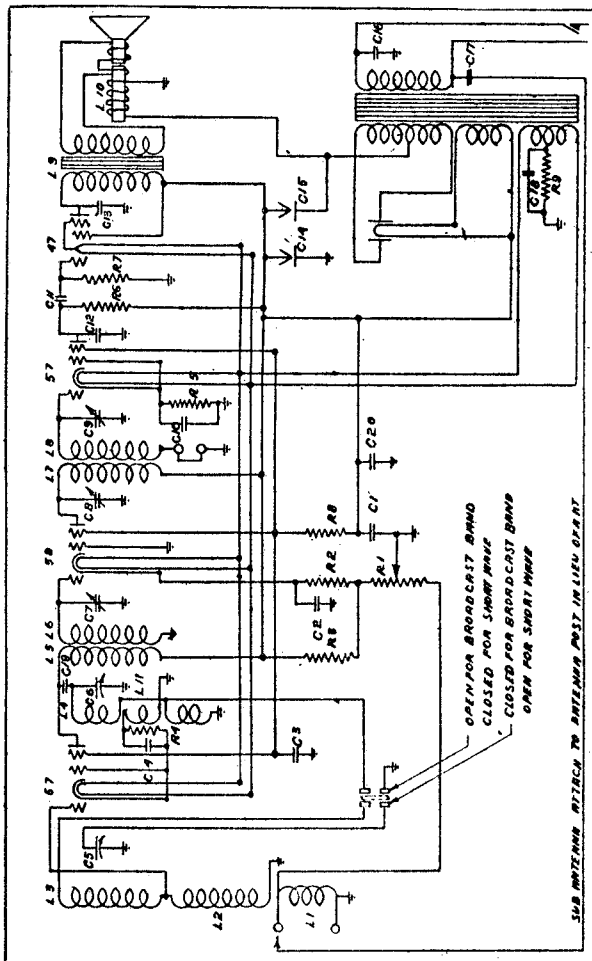 L3
C5
57
C4
R4
L4
C19
C6
L11
L5 L6
C7
58
C8
L7 L8
C9
C10
57
R5
C12
C11
R6
R7
47
C13
L9
L10
C14
C15
L2
L1
C3
C2
R2
R8
R1
C1
C20
C16
C17
C18
R9
OPEN FOR BROADCAST BAND
CLOSED FOR SHORT WAVE
CLOSED FOR BROADCAST BAND
OPEN FOR SHORT WAVE
SUB ANTENNA ATTACH TO ANTENNA POST IN LIEU OF ANT